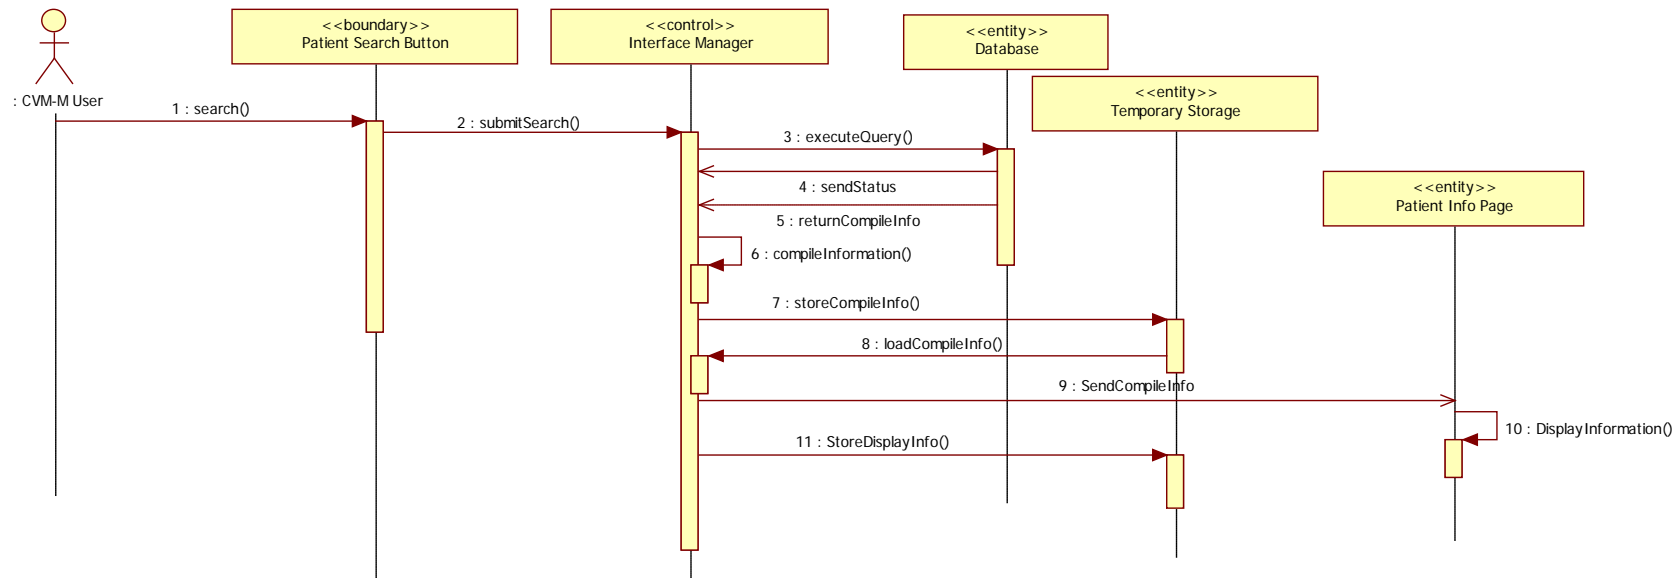 <<boundary>>
Patient Search Button
<<control>>
Interface Manager
<<entity>>
Database
<<entity>>
Temporary Storage
<<entity>>
Patient Info Page
: CVM-M User
1 : search()
2 : submitSearch()
3 : executeQuery()
4 : sendStatus
5 : returnCompileInfo
6 : compileInformation()
7 : storeCompileInfo()
8 : loadCompileInfo()
9 : SendCompileInfo
10 : DisplayInformation()
11 : StoreDisplayInfo()